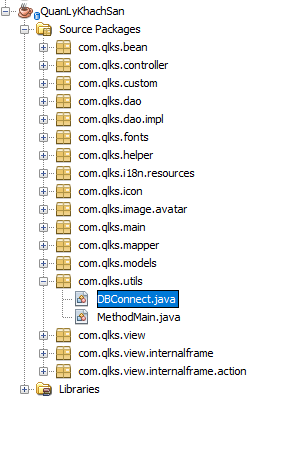 QuanLyKhachSan
Source Packages
com.qlks.bean
com.qlks.controller
com.qlks.custom
com.qlks.dao
com.qlks.dao.impl
com.qlks.fonts
com.qlks.helper
com.qlks.i18n.resources
com.qlks.icon
com.qlks.image.avatar
com.qlks.main
com.qlks.mapper
com.qlks.models
com.qlks.utils
DBConnect.java
MethodMain.java
com.qlks.view
com.qlks.view.internalframe
com.qlks.view.internalframe.action
Libraries